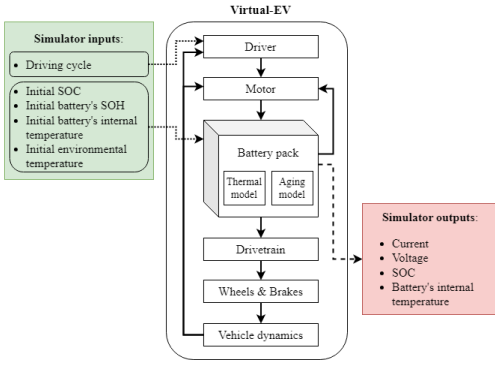 Virtual-EV
Simulator inputs:
Driving cycle
Initial SOC
Initial battery's SOH
Initial battery's internal
temperature
Initial environmental
temperature
Driver
Motor
Battery pack
Thermal
model
Aging
model
Drivetrain
Wheels & Brakes
Vehicle dynamics
Simulator outputs:
Current
Voltage
SOC
Battery's internal
temperature